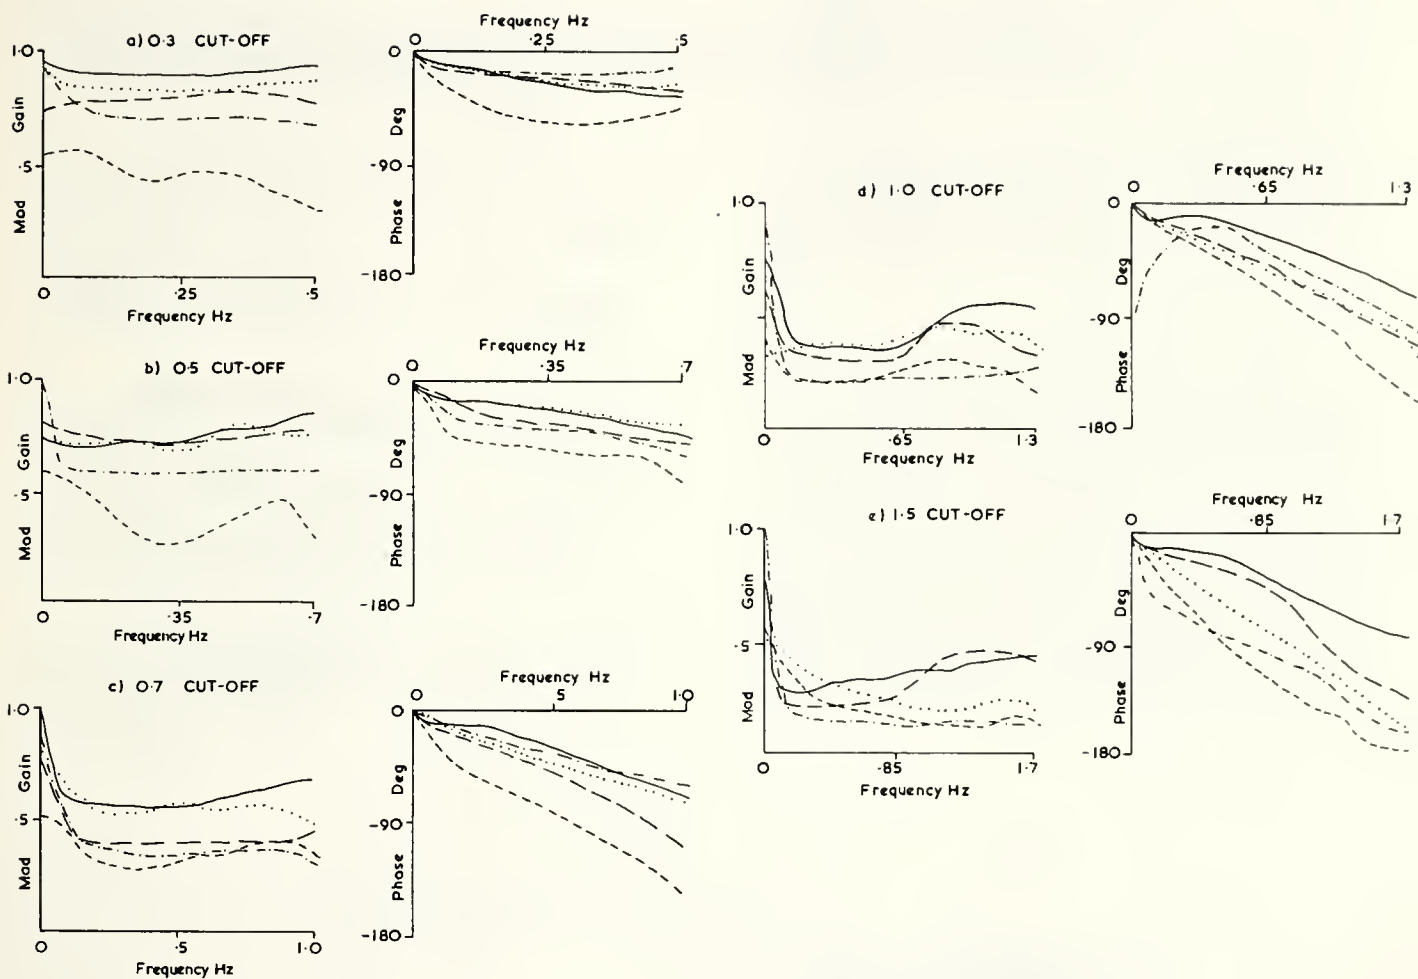 a) 0·3 CUT-OFF
1·0
·5
Mod Gain
0 ·25 ·5
Frequency Hz
Frequency Hz
0 ·25 ·5
0
-90
-180
Phase Deg
b) 0·5 CUT-OFF
1·0
·5
Mod Gain
0 ·35 ·7
Frequency Hz
Frequency Hz
0 ·35 ·7
0
-90
-180
Phase Deg
c) 0·7 CUT-OFF
1·0
·5
Mod Gain
0 ·5 1·0
Frequency Hz
Frequency Hz
0 5 1·0
0
-90
-180
Phase Deg
d) 1·0 CUT-OFF
1·0
Mod Gain
0 ·65 1·3
Frequency Hz
Frequency Hz
0 ·65 1·3
0
-90
-180
Phase Deg
e) 1·5 CUT-OFF
1·0
·5
Mod Gain
0 ·85 1·7
Frequency Hz
Frequency Hz
0 ·85 1·7
0
-90
-180
Phase Deg